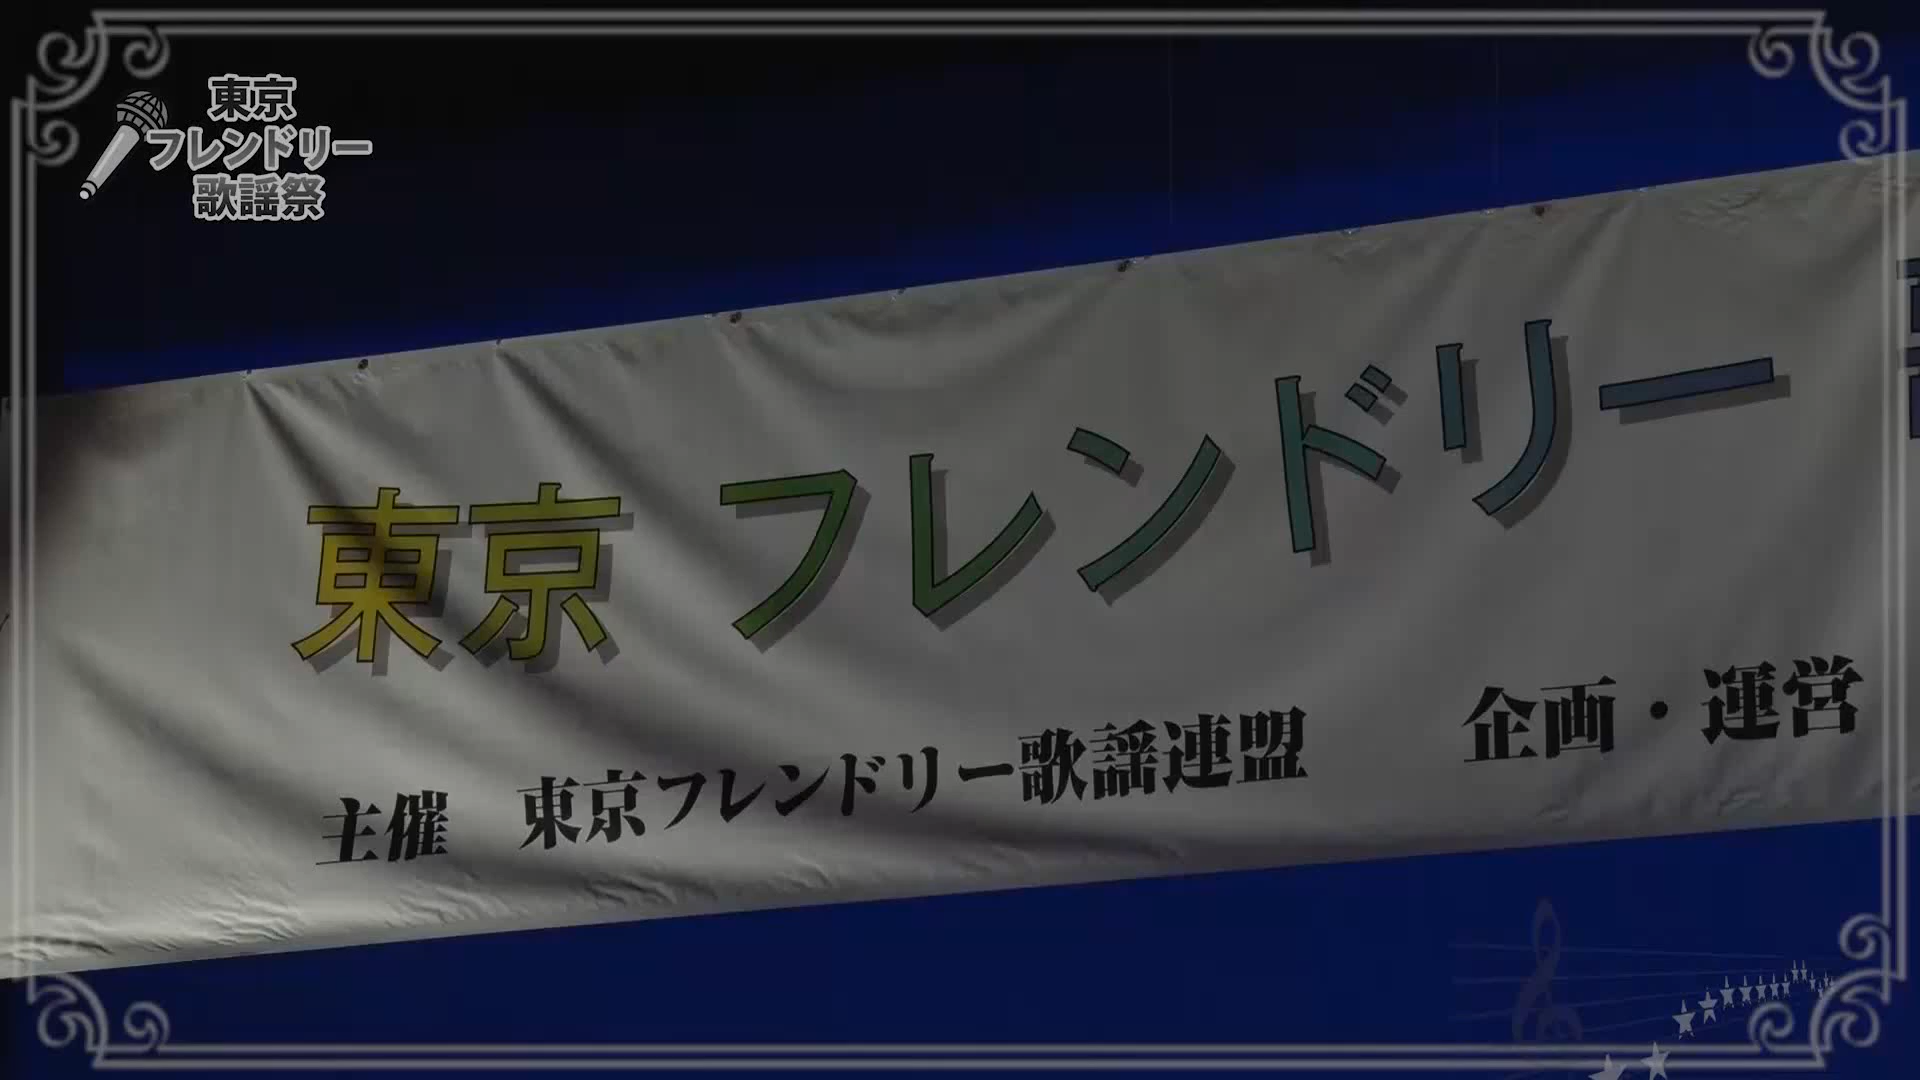 東京
フレンドリー
歌謡祭
東京 フレンドリー
主催 東京フレンドリー歌謡連盟 企画・運営